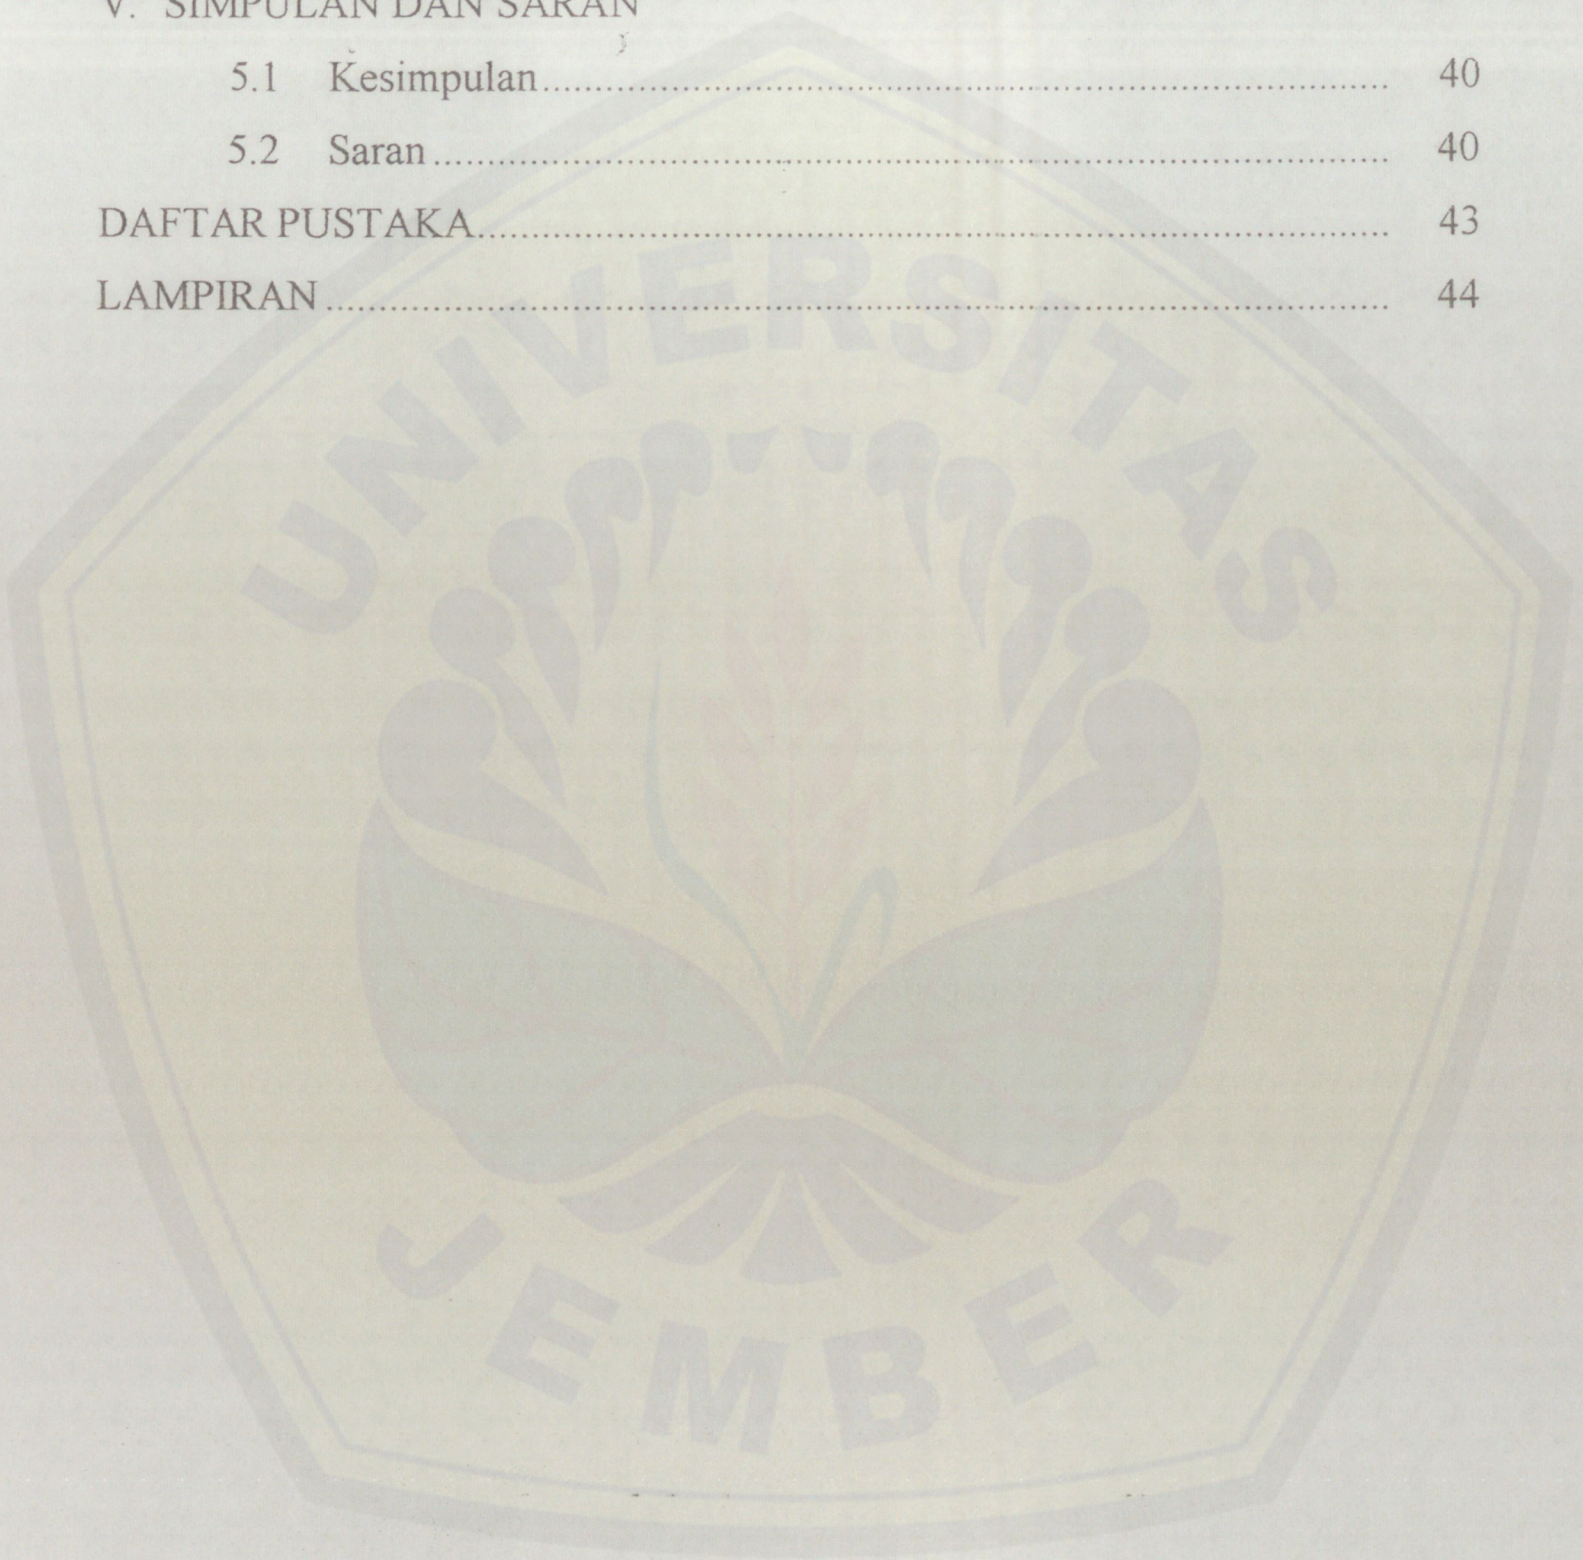 V. SIMPULAN DAN SARAN
5.1 Kesimpulan........................................................................ 40
5.2 Saran........................................................................ 40
DAFTAR PUSTAKA........................................................................ 43
LAMPIRAN........................................................................ 44
UNIVERSITAS
JEMBER